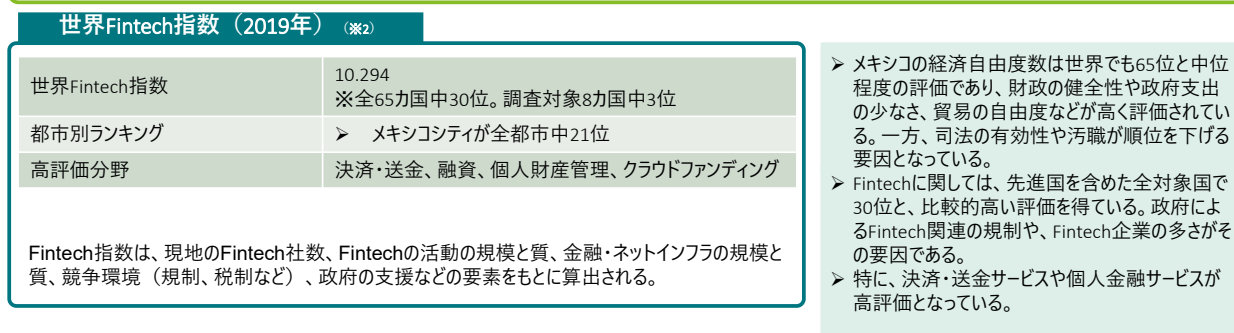 世界Fintech指数（2019年）（※2）
世界Fintech指数
10.294
※全65カ国中30位。調査対象8カ国中3位
都市別ランキング
➢ メキシコシティが全都市中21位
高評価分野
決済・送金、融資、個人財産管理、クラウドファンディング
Fintech指数は、現地のFintech社数、Fintechの活動の規模と質、金融・ネットインフラの規模と
質、競争環境（規制、税制など）、政府の支援などの要素をもとに算出される。
➢ メキシコの経済自由度数は世界でも65位と中位
程度の評価であり、財政の健全性や政府支出
の少なさ、貿易の自由度などが高く評価されてい
る。一方、司法の有効性や汚職が順位を下げる
要因となっている。
➢ Fintechに関しては、先進国を含めた全対象国で
30位と、比較的高い評価を得ている。政府によ
るFintech関連の規制や、Fintech企業の多さがそ
の要因である。
➢ 特に、決済・送金サービスや個人金融サービスが
高評価となっている。